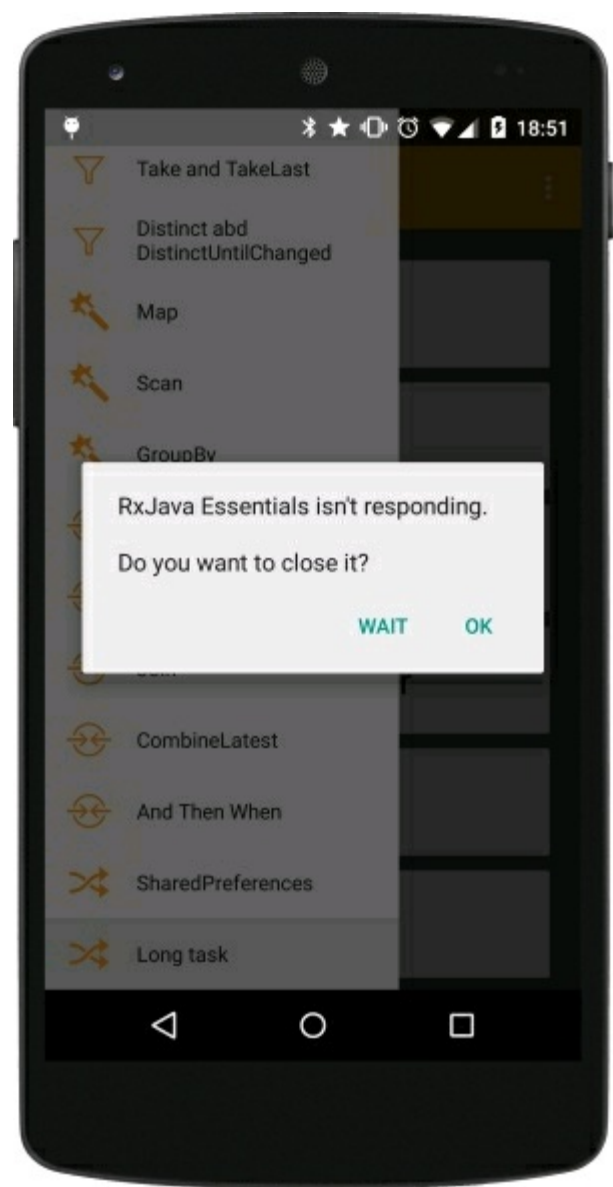 18:51
Take and TakeLast
Distinct abd
DistinctUntilChanged
Map
Scan
GroupBy
RxJava Essentials isn't responding.
Do you want to close it?
WAIT OK
CombineLatest
And Then When
SharedPreferences
Long task